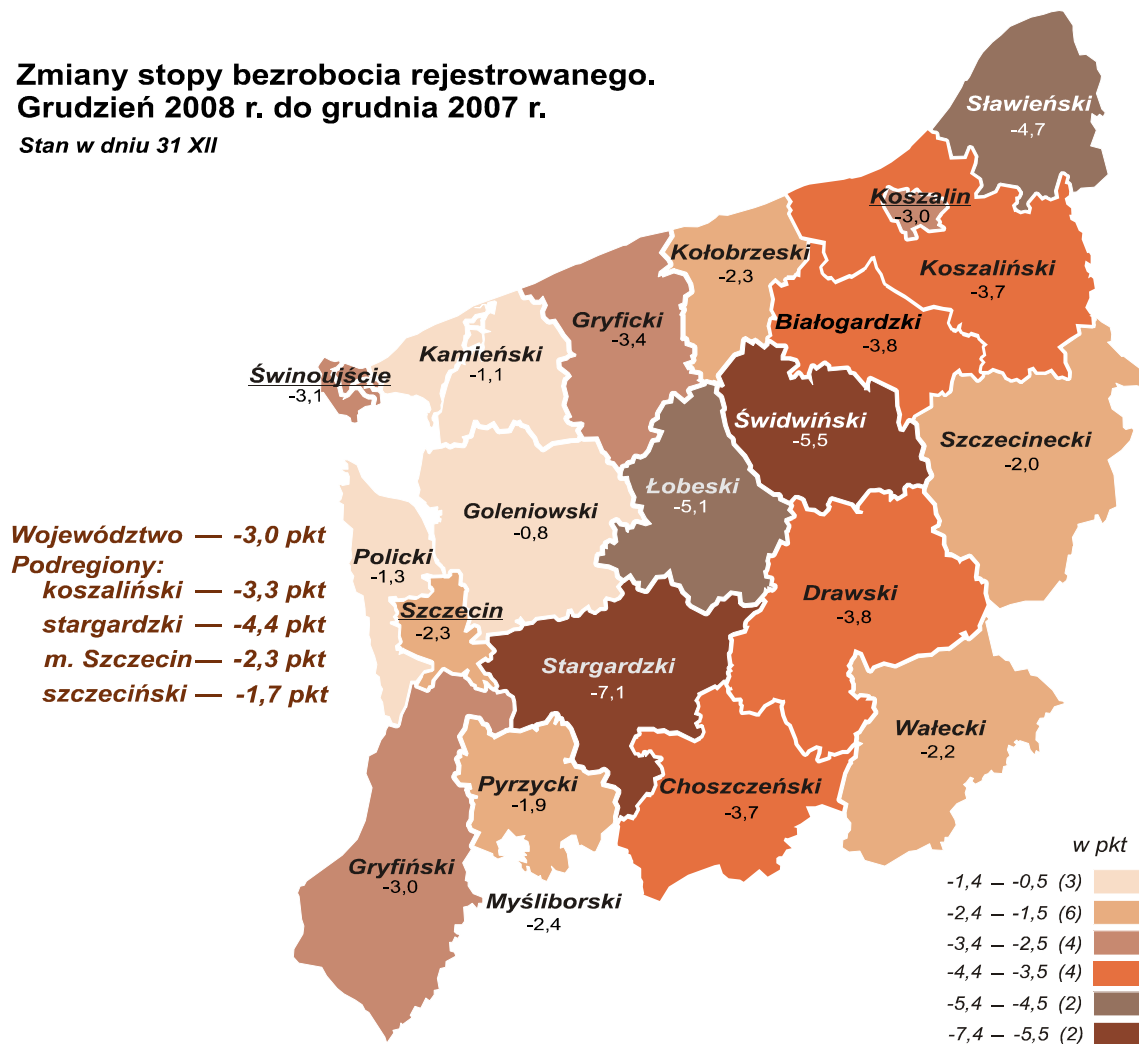 Zmiany stopy bezrobocia rejestrowanego.
Grudzień 2008 r. do grudnia 2007 r.
Stan w dniu 31 XII
Sławieński
-4,7
Koszalin
-3,0
Kołobrzeski
-2,3
Koszaliński
-3,7
Gryficki
-3,4
Białogardzki
-3,8
Kamieński
-1,1
Świnoujście
-3,1
Świdwiński
-5,5
Szczecinecki
-2,0
Łobeski
-5,1
Goleniowski
-0,8
Województwo — -3,0 pkt
Podregiony:
koszaliński — -3,3 pkt
stargardzki — -4,4 pkt
m. Szczecin — -2,3 pkt
szczeciński — -1,7 pkt
Policki
-1,3
Szczecin
-2,3
Drawski
-3,8
Stargardzki
-7,1
Wałecki
-2,2
Pyrzycki
-1,9
Choszczeński
-3,7
Gryfiński
-3,0
Myśliborski
-2,4
w pkt
-1,4 — -0,5 (3)
-2,4 — -1,5 (6)
-3,4 — -2,5 (4)
-4,4 — -3,5 (4)
-5,4 — -4,5 (2)
-7,4 — -5,5 (2)